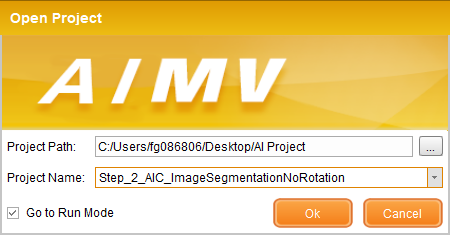 Open Project
AIMV
Project Path: C:/Users/fg086806/Desktop/AI Project ...
Project Name: Step_2_AIC_ImageSegmentationNoRotation
Go to Run Mode Ok Cancel